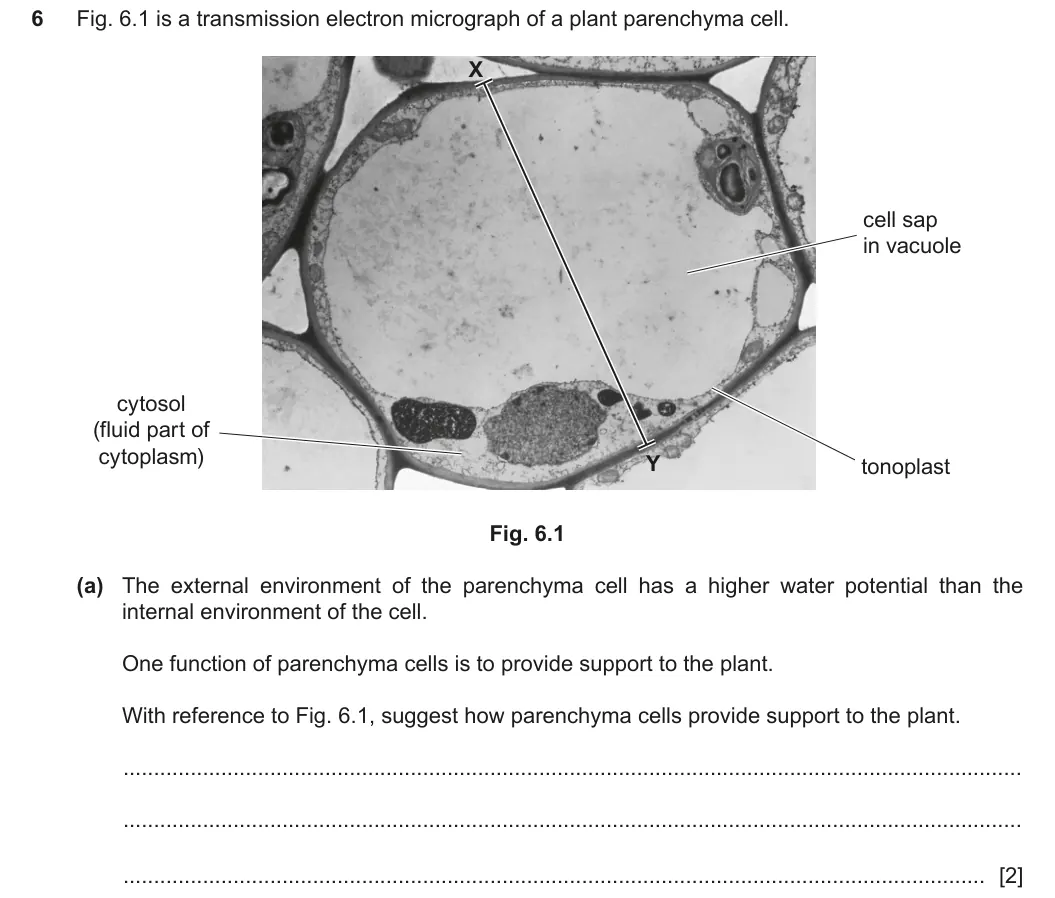 6 Fig. 6.1 is a transmission electron micrograph of a plant parenchyma cell.
X
cell sap
in vacuole
cytosol
(fluid part of
cytoplasm)
Y
tonoplast
Fig. 6.1
(a) The external environment of the parenchyma cell has a higher water potential than the
internal environment of the cell.
One function of parenchyma cells is to provide support to the plant.
With reference to Fig. 6.1, suggest how parenchyma cells provide support to the plant.
[2]